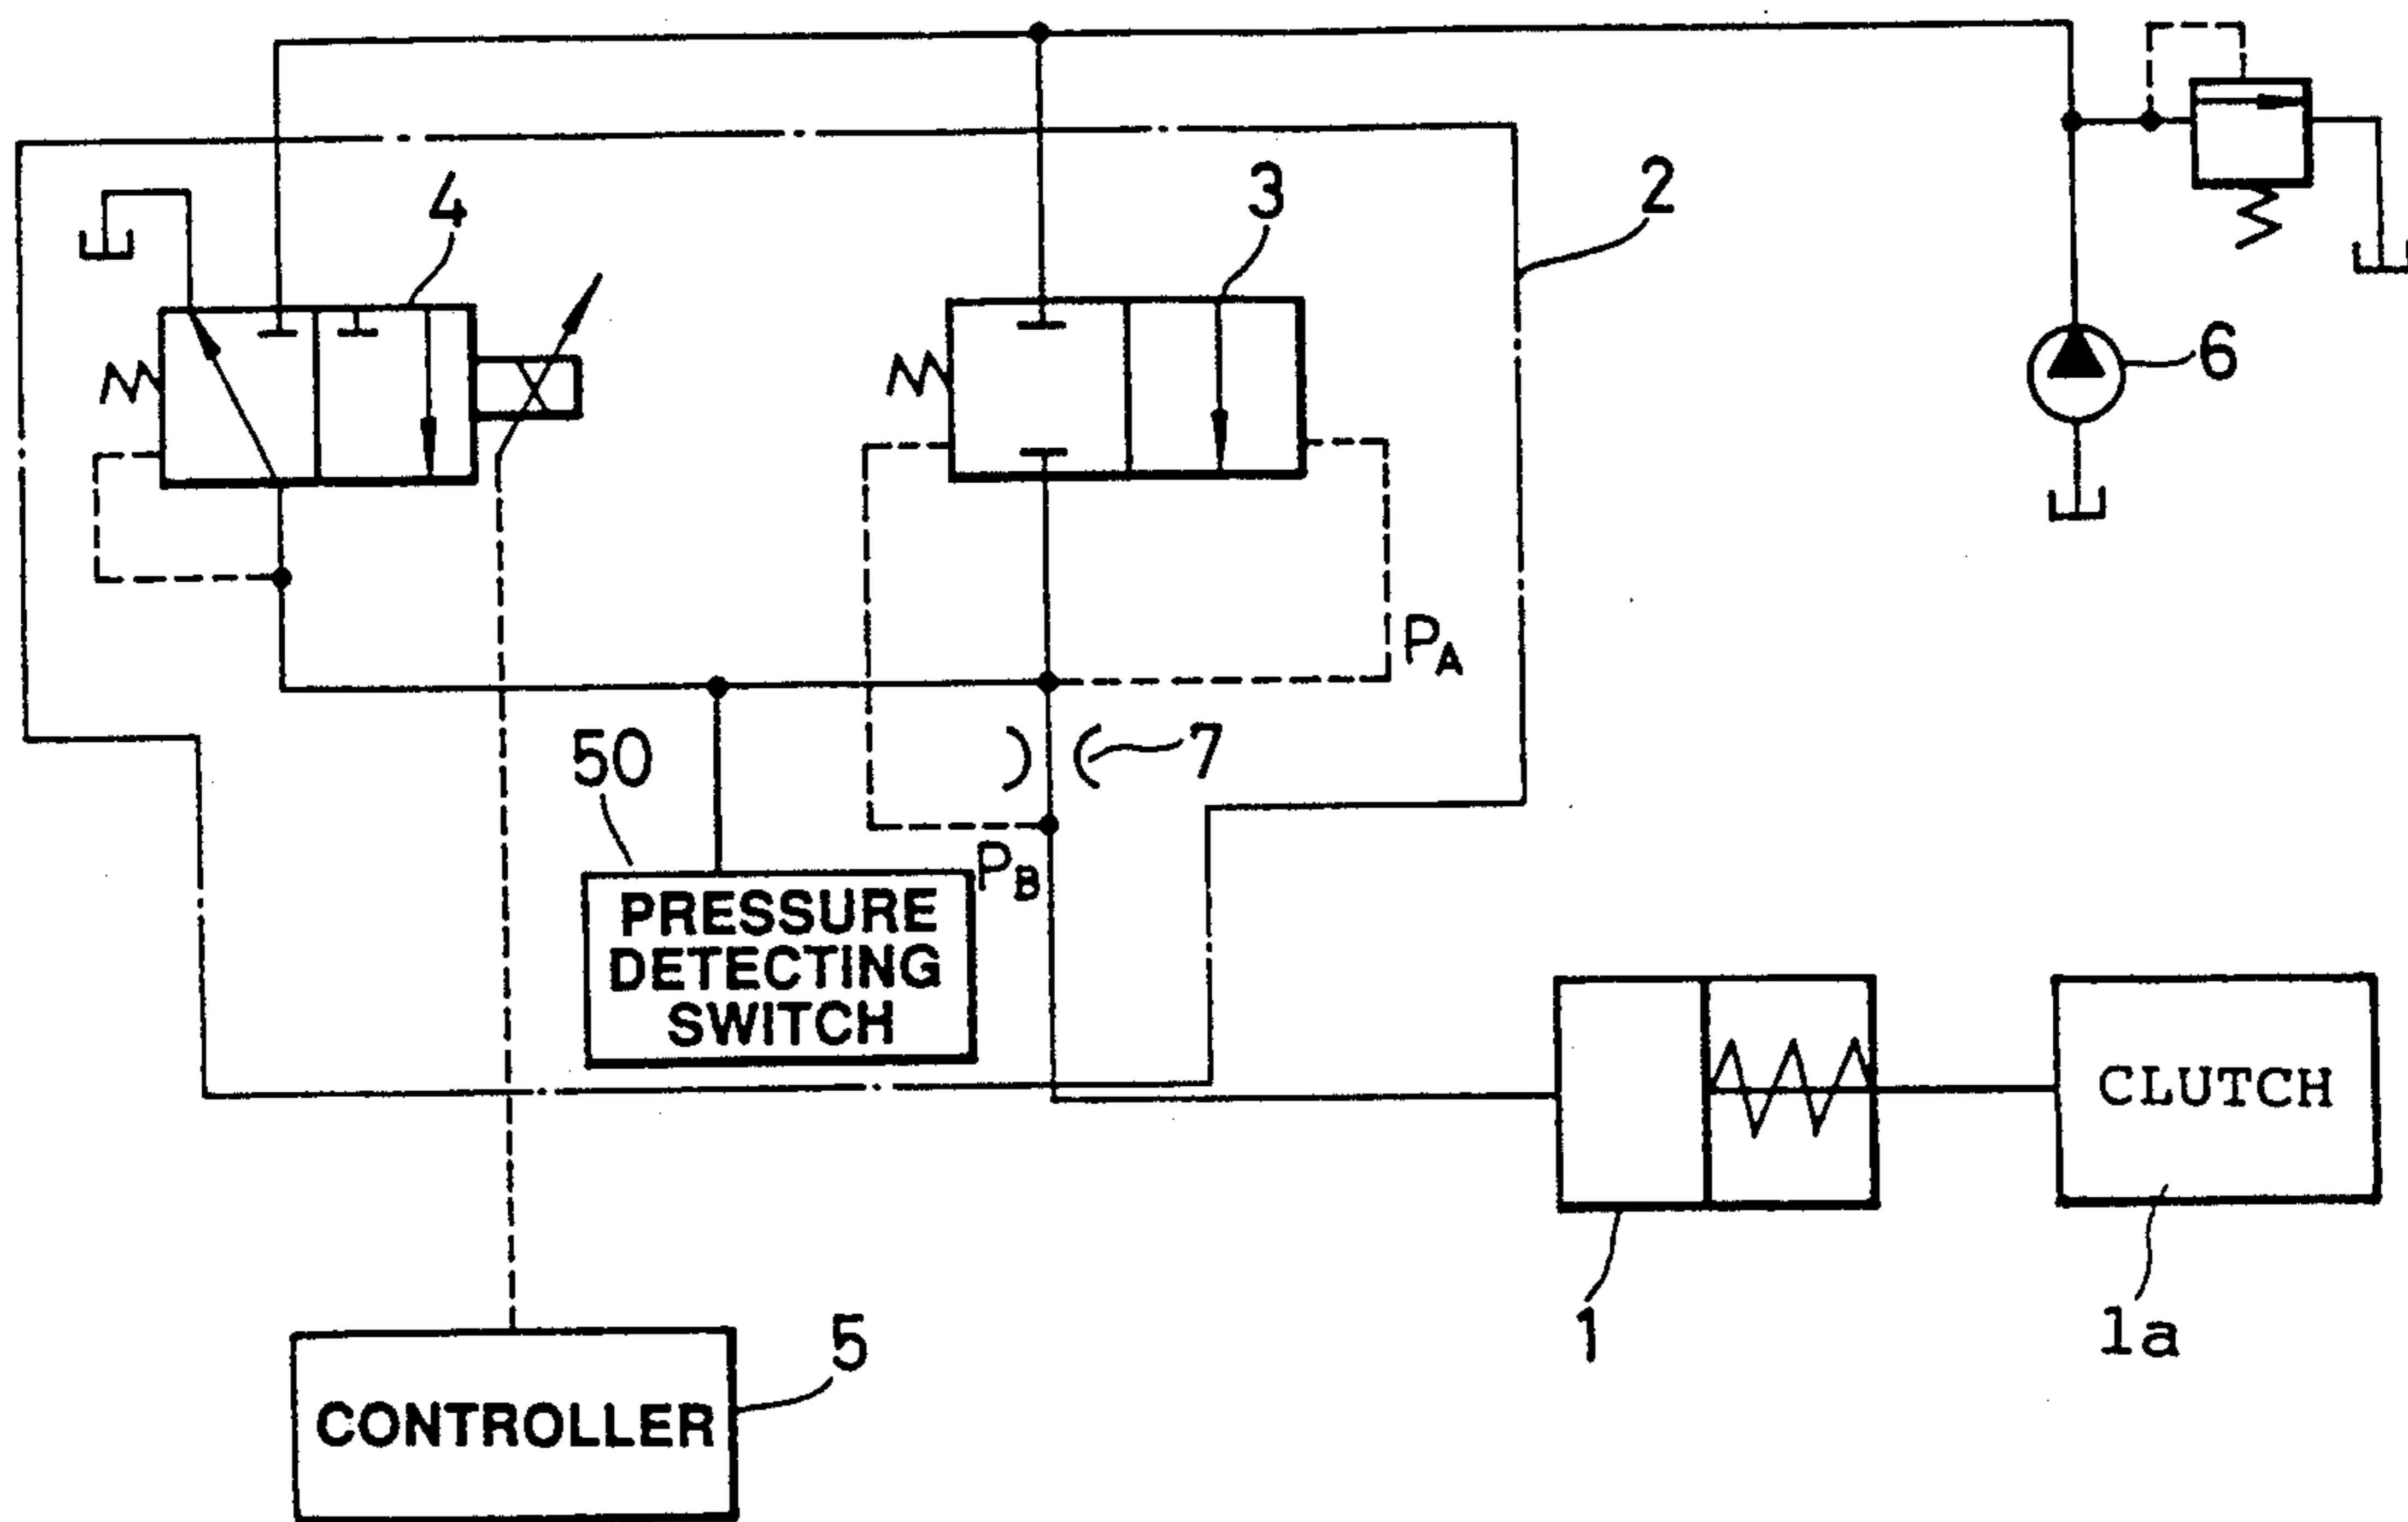 4
3
2
6
P_A
7
50
P_B
PRESSURE
DETECTING
SWITCH
CLUTCH
1
1a
5
CONTROLLER